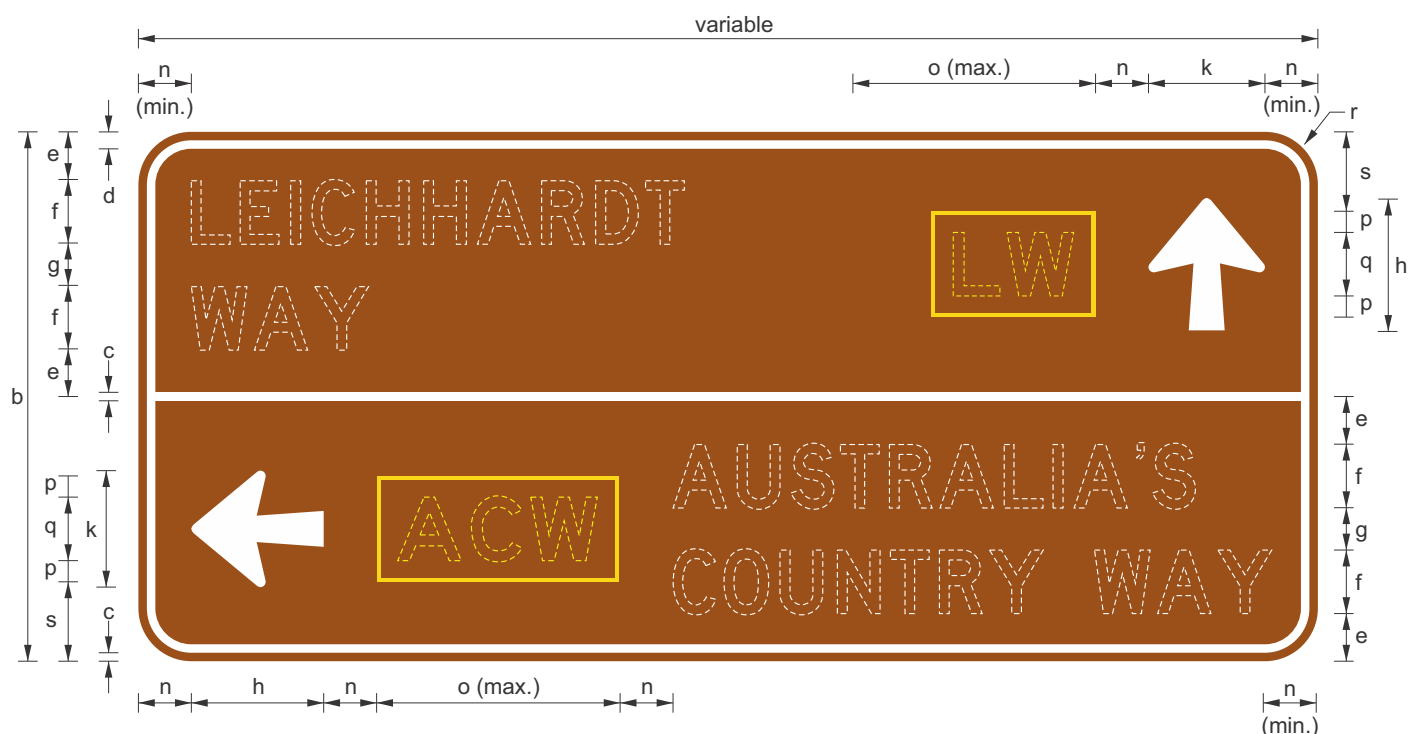 variable
n o (max.) n k n
(min.) (min.)
r
e s
d
LEICHHARDT
f p
LW
q
g h
f WAY p
c
e
b
e
AUSTRALIA'S
f
p
q ACW k
g
p
COUNTRY WAY
f
s c
e
n h n o (max.) n n
(min.)